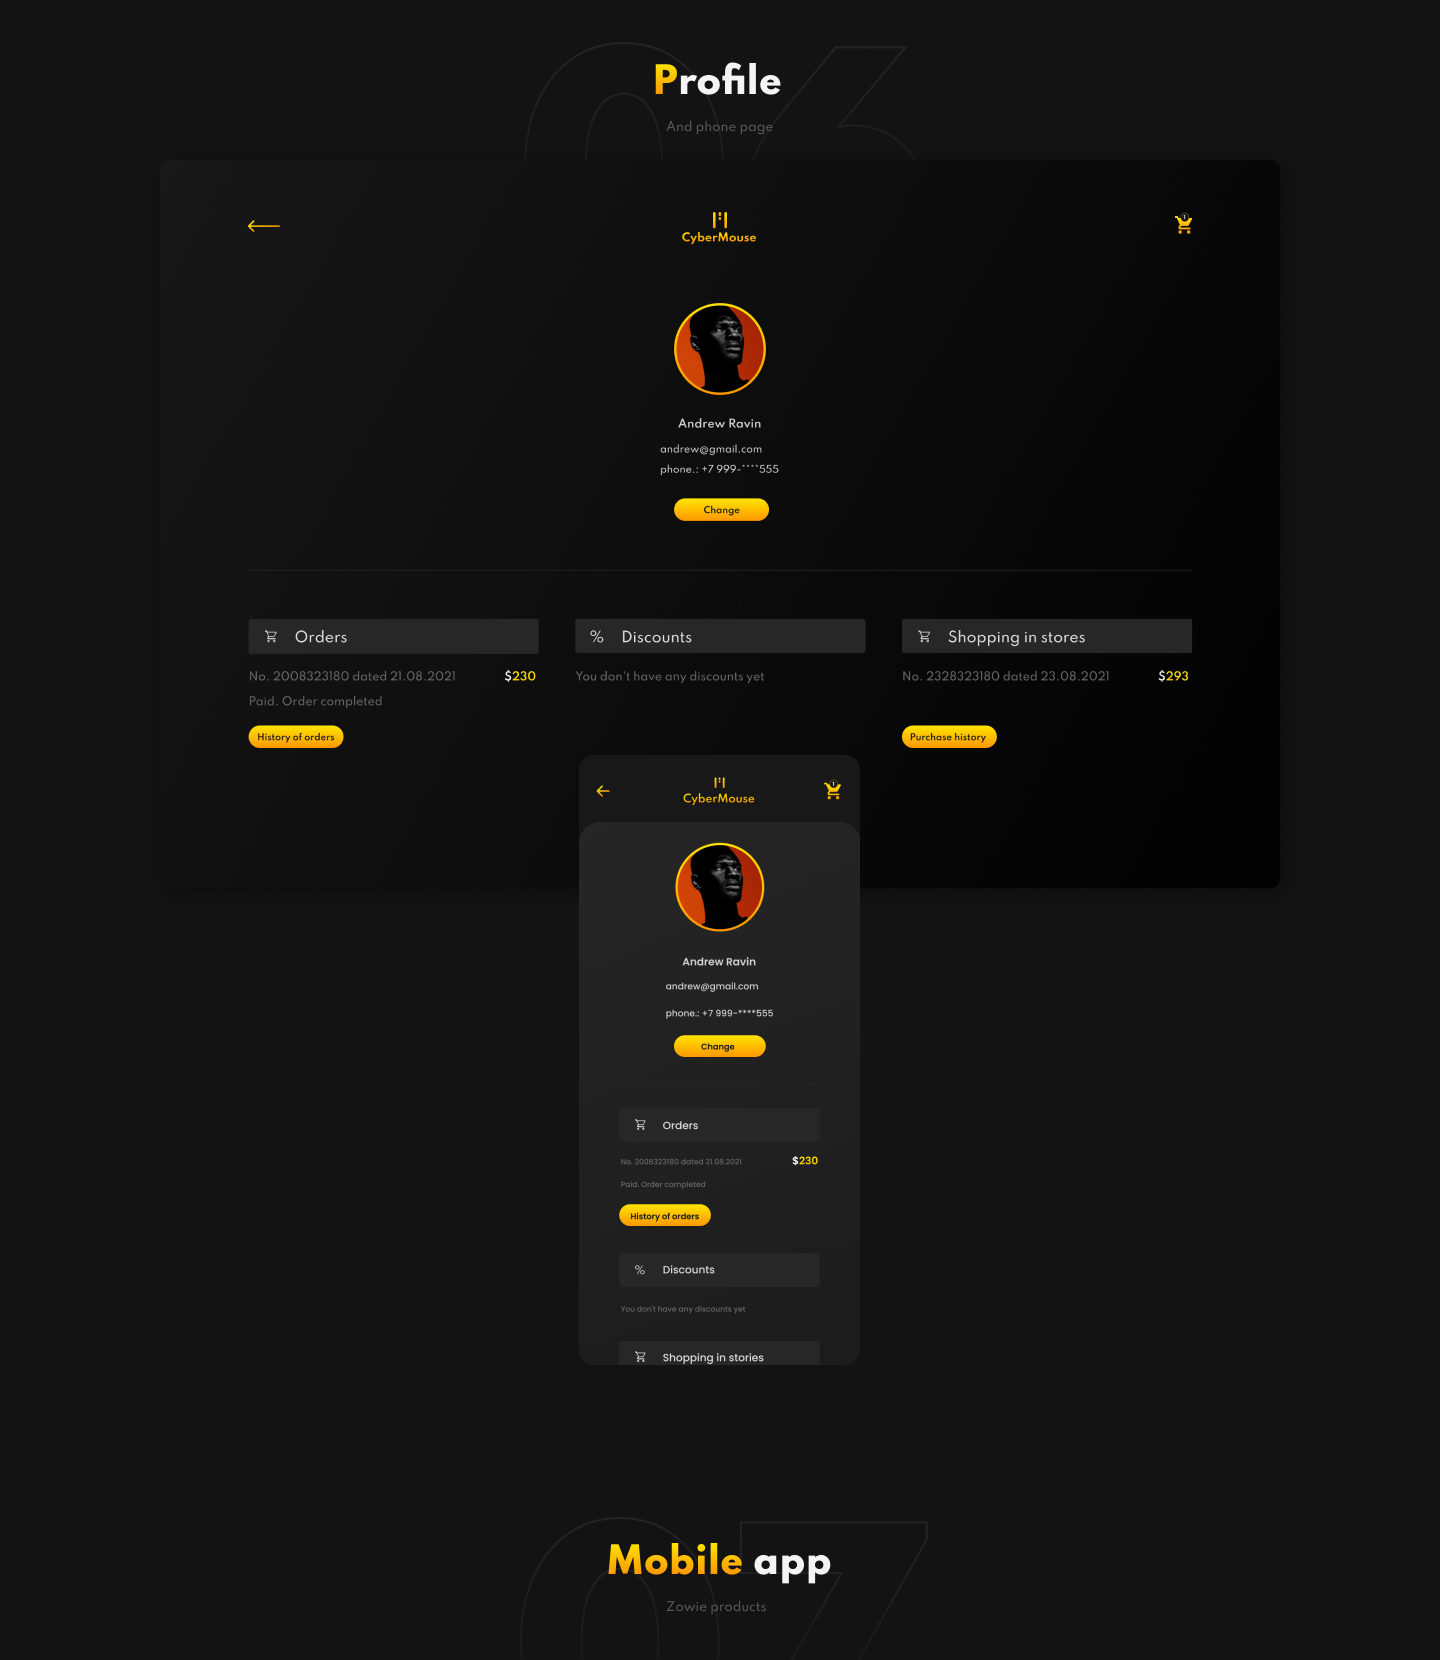 06
Profile
And phone page
CyberMouse
1
Andrew Ravin
andrew@gmail.com
phone.: +7 999-****555
Change
Orders
No. 2008323180 dated 21.08.2021 $230
Paid. Order completed
History of orders
% Discounts
You don't have any discounts yet
Shopping in stores
No. 2328323180 dated 23.08.2021 $293
Purchase history
CyberMouse
1
Andrew Ravin
andrew@gmail.com
phone.: +7 999-****555
Change
Orders
No. 2008323180 dated 21.08.2021 $230
Paid. Order completed
History of orders
% Discounts
You don't have any discounts yet
Shopping in stories
07
Mobile app
Zowie products